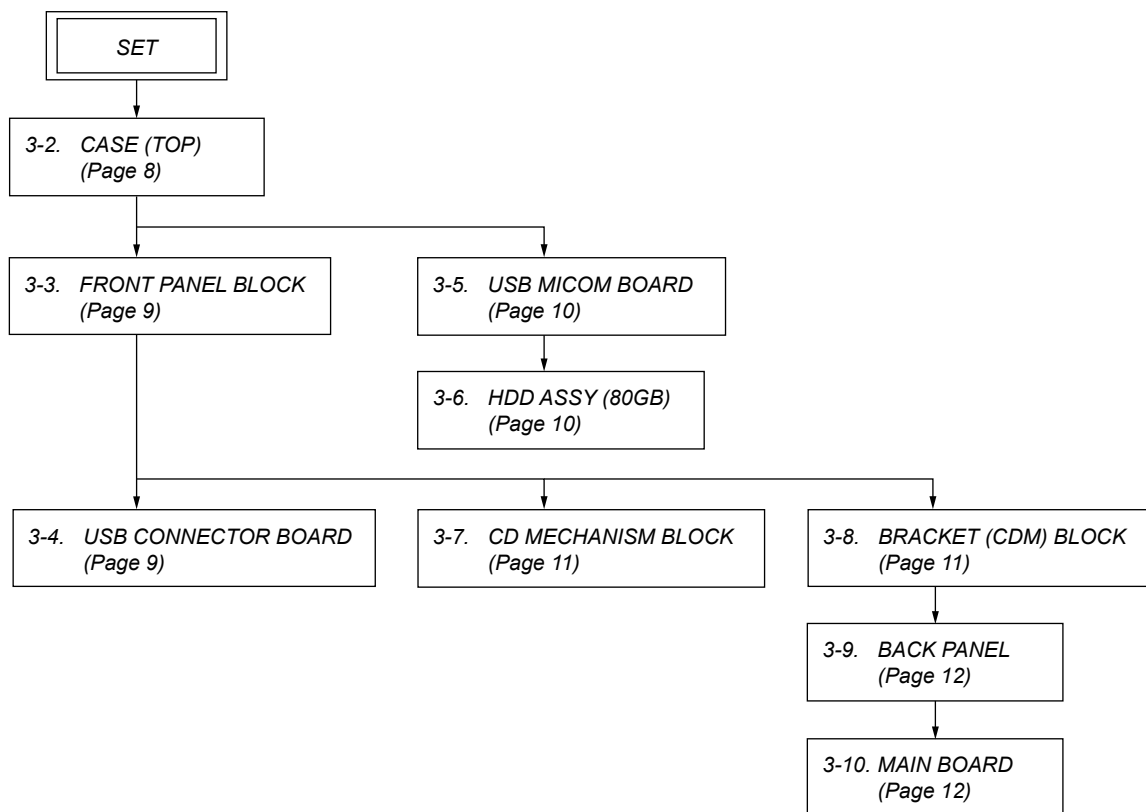 SET
3-2. CASE (TOP)
(Page 8)
3-3. FRONT PANEL BLOCK
(Page 9)
3-5. USB MICOM BOARD
(Page 10)
3-6. HDD ASSY (80GB)
(Page 10)
3-4. USB CONNECTOR BOARD
(Page 9)
3-7. CD MECHANISM BLOCK
(Page 11)
3-8. BRACKET (CDM) BLOCK
(Page 11)
3-9. BACK PANEL
(Page 12)
3-10. MAIN BOARD
(Page 12)